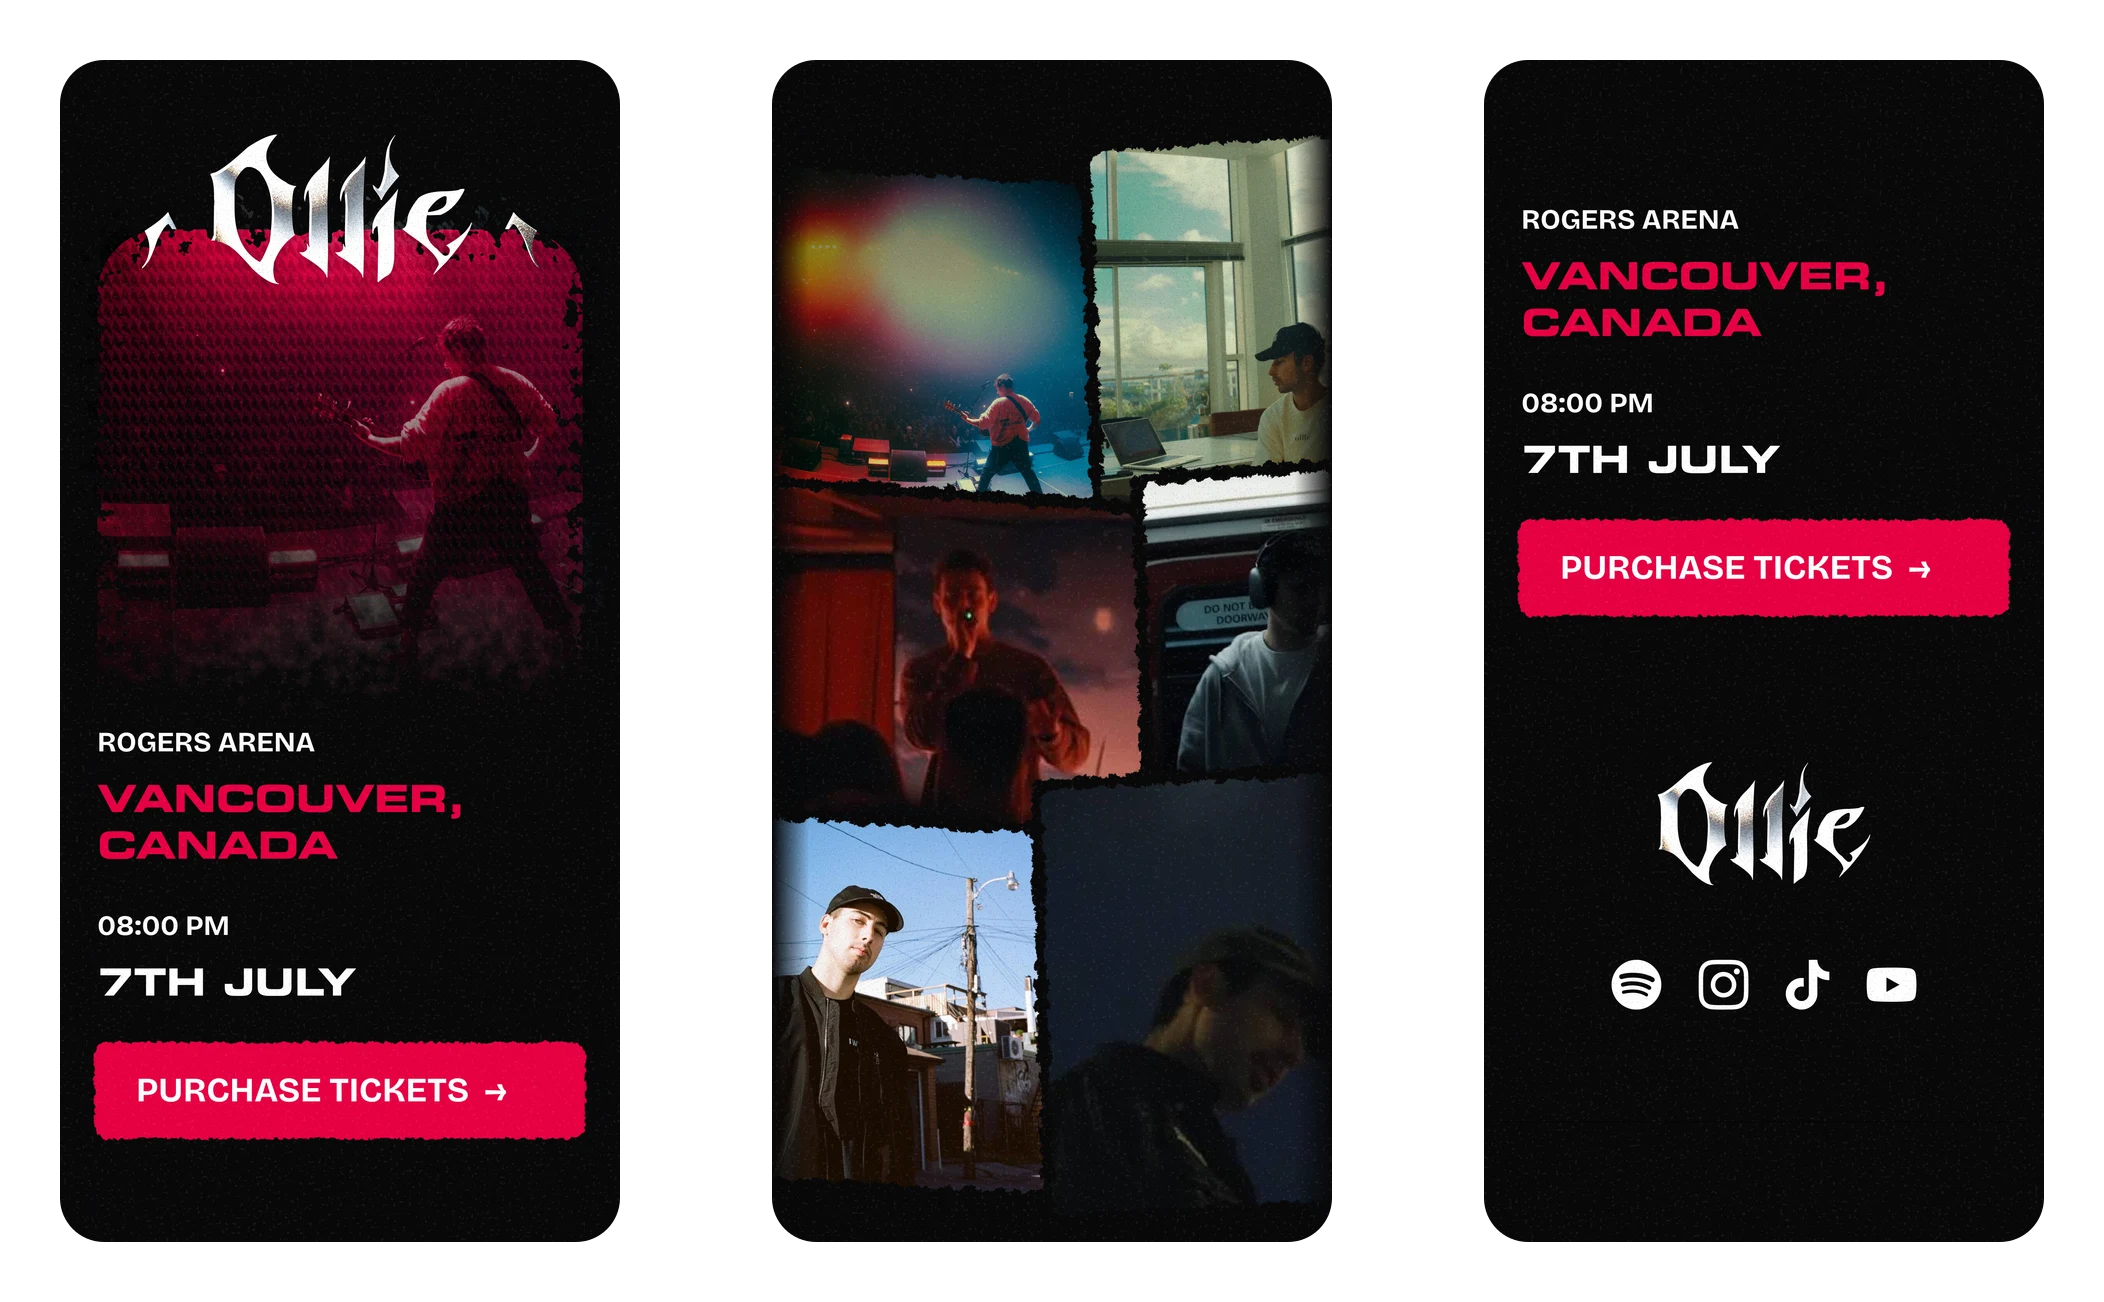 Ollie
ROGERS ARENA
VANCOUVER,
CANADA
08:00 PM
7TH JULY
PURCHASE TICKETS →
ollie
DOORWAY
DO NOT
ROGERS ARENA
VANCOUVER,
CANADA
08:00 PM
7TH JULY
PURCHASE TICKETS →
Ollie